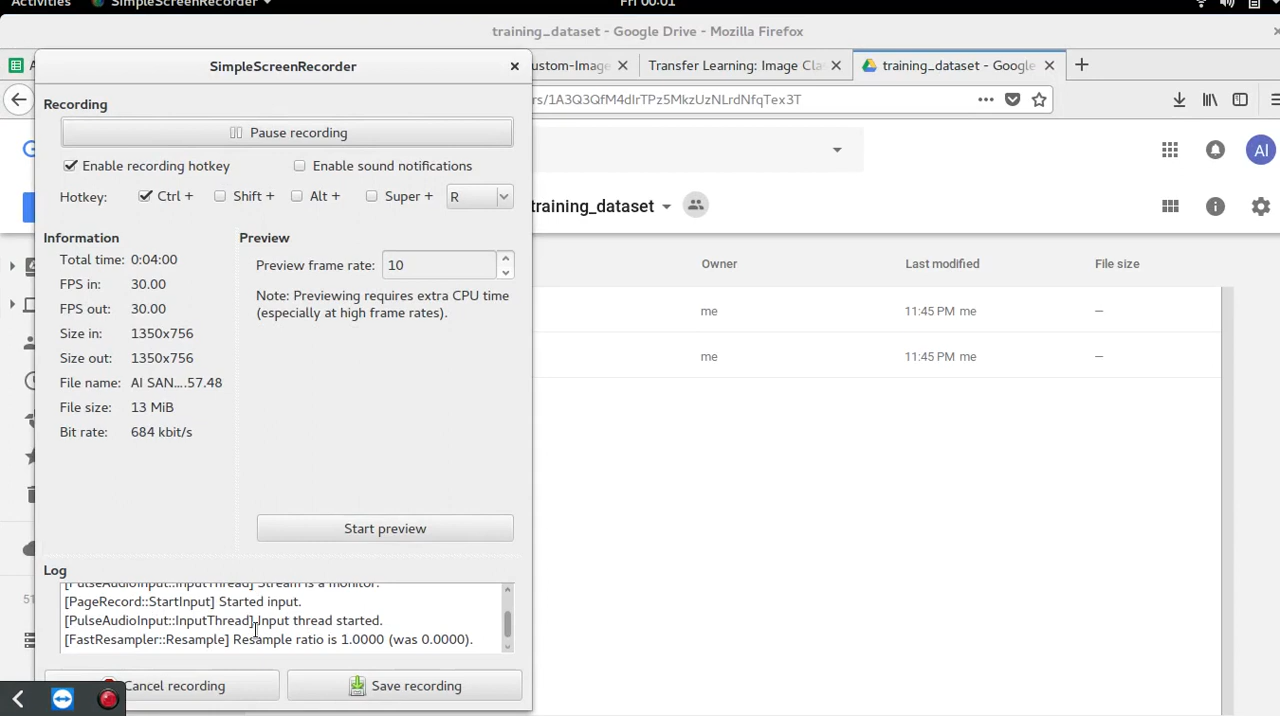 Activities SimpleScreenRecorder Fri 00:01
training_dataset - Google Drive - Mozilla Firefox
SimpleScreenRecorder
ustom-Image
Transfer Learning: Image Cla
training_dataset - Google
rs/1A3Q3QfM4dIrTPz5MkzUzNLrdNfqTex3T
Recording
Pause recording
Enable recording hotkey
Enable sound notifications
Hotkey: Ctrl + Shift + Alt + Super + R
AI
training_dataset
Information
Total time: 0:04:00
FPS in: 30.00
FPS out: 30.00
Size in: 1350x756
Size out: 1350x756
File name: AI SAN....57.48
File size: 13 MiB
Bit rate: 684 kbit/s
Preview
Preview frame rate: 10
Note: Previewing requires extra CPU time
(especially at high frame rates).
Start preview
Owner Last modified File size
me 11:45 PM me —
me 11:45 PM me —
Log
[PulseAudioInput::InputThread] Stream is a monitor.
[PageRecord::StartInput] Started input.
[PulseAudioInput::InputThread] Input thread started.
[FastResampler::Resample] Resample ratio is 1.0000 (was 0.0000).
Cancel recording
Save recording